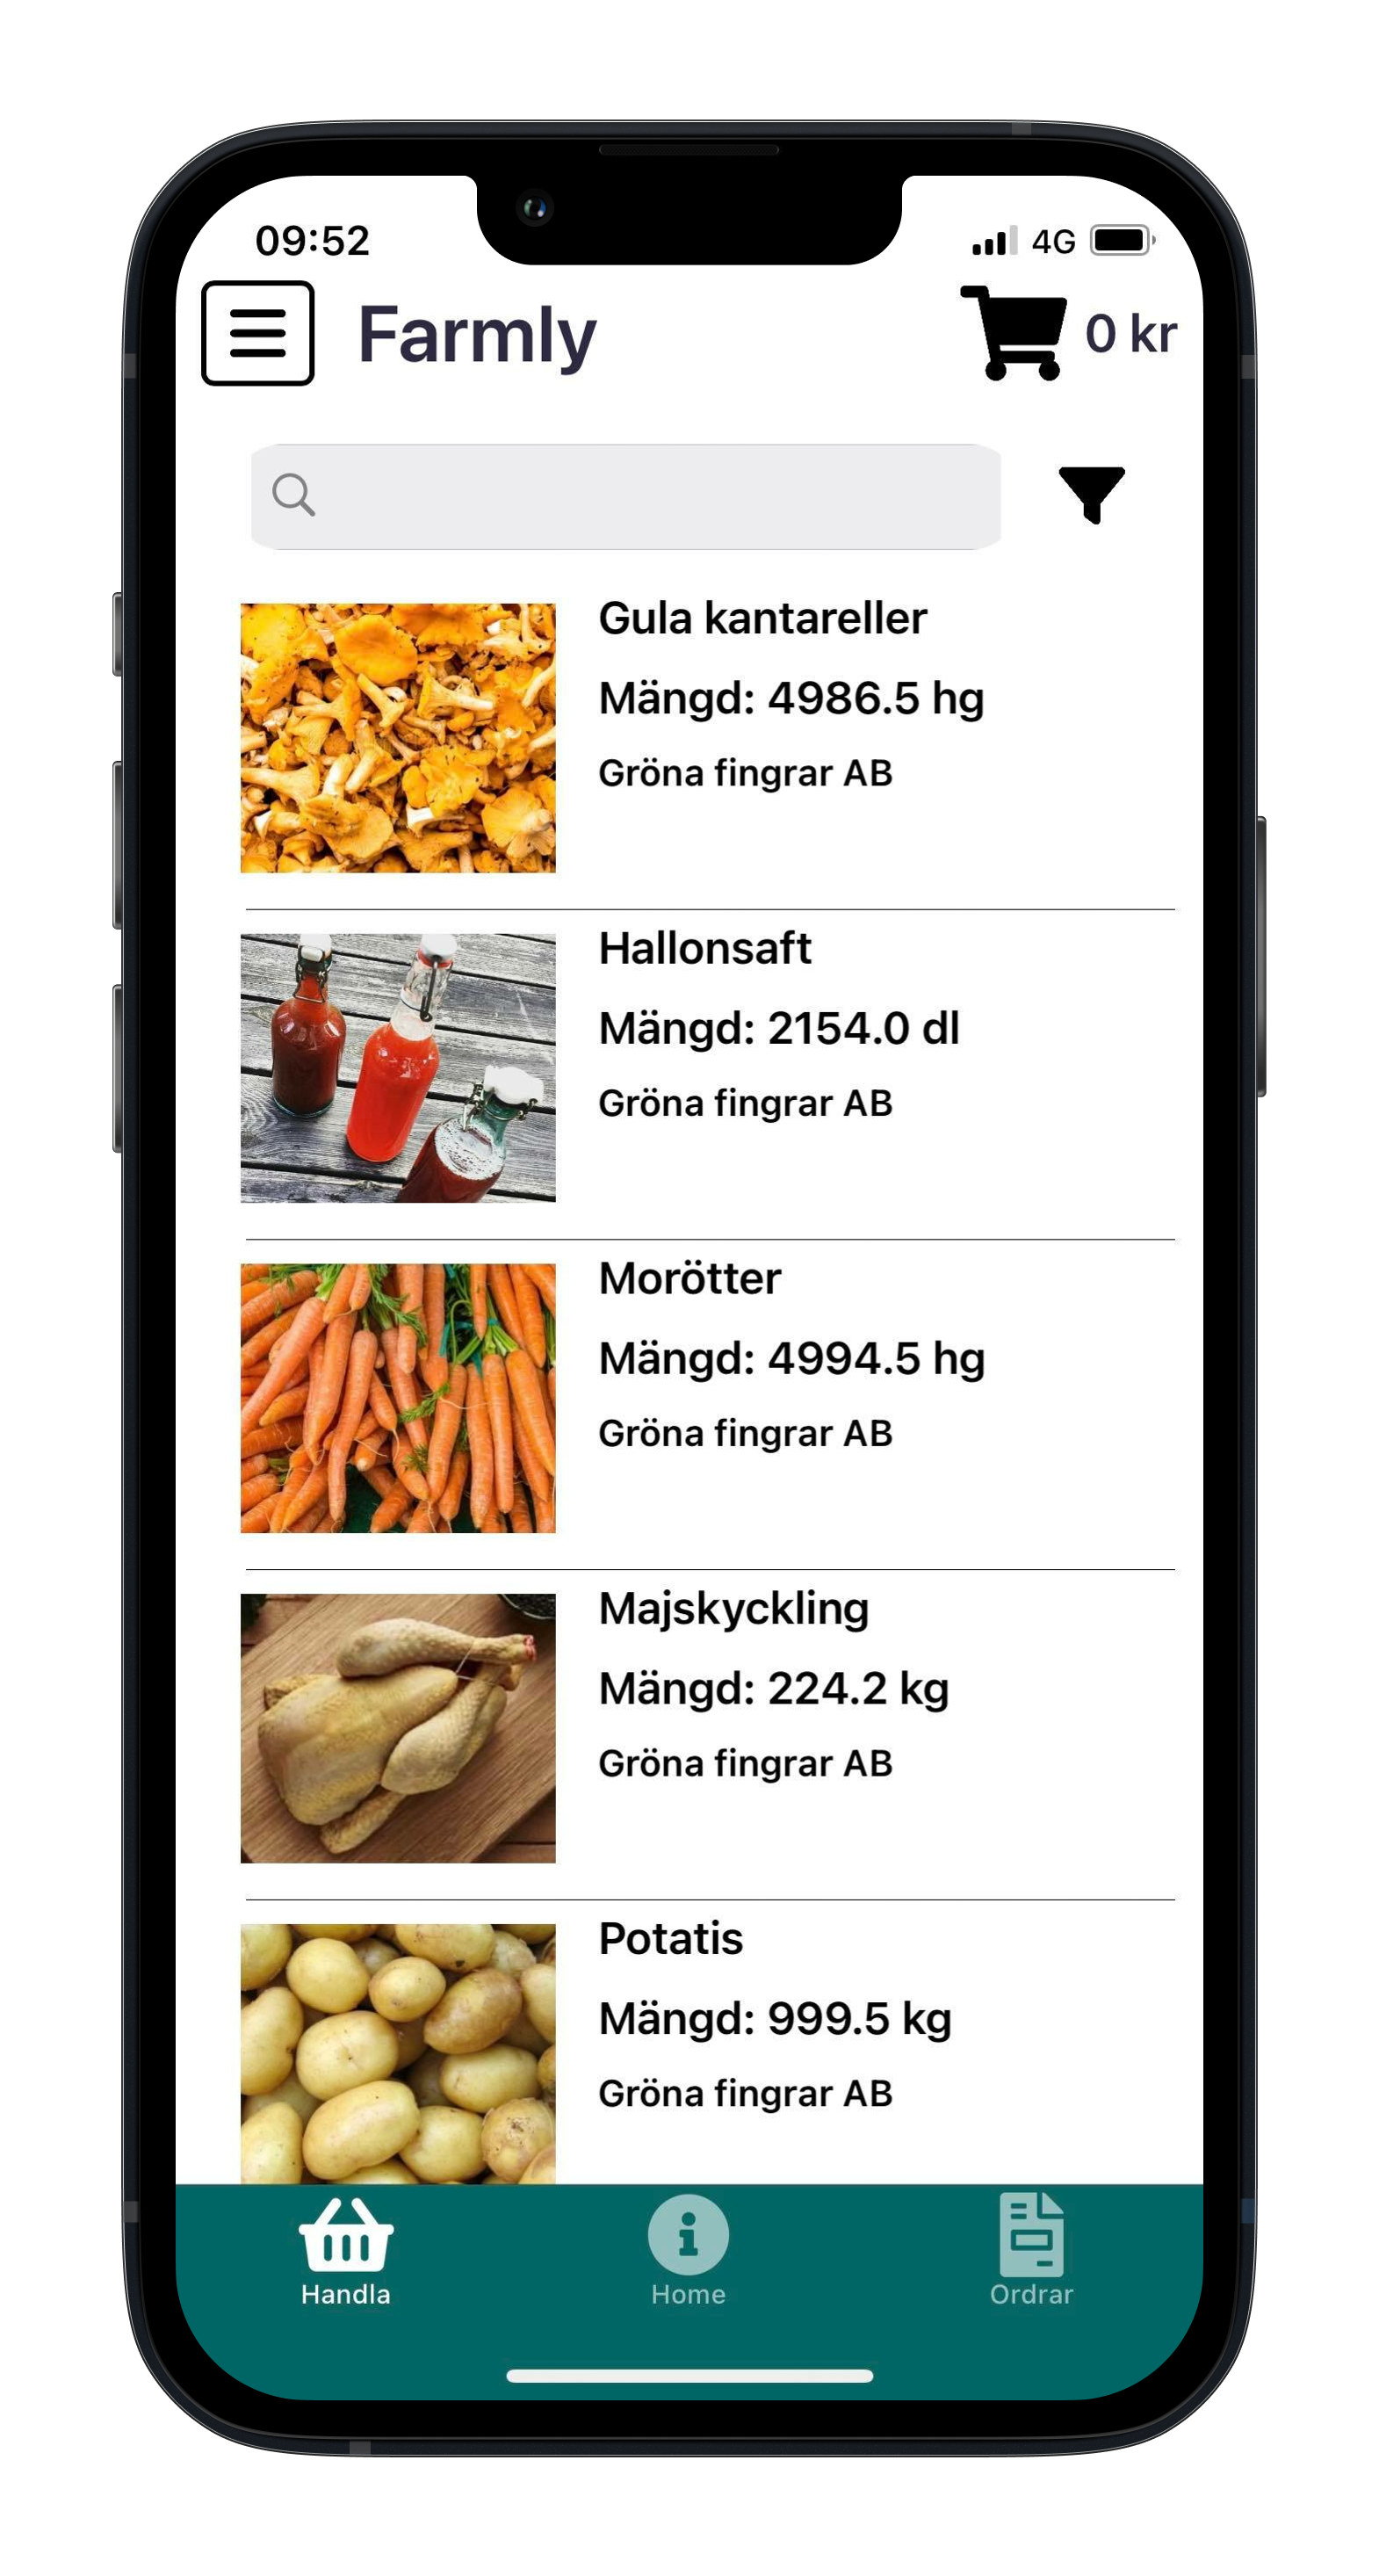 09:52
4G
Farmly
0 kr
Gula kantareller
Mängd: 4986.5 hg
Gröna fingrar AB
Hallonsaft
Mängd: 2154.0 dl
Gröna fingrar AB
Morötter
Mängd: 4994.5 hg
Gröna fingrar AB
Majskyckling
Mängd: 224.2 kg
Gröna fingrar AB
Potatis
Mängd: 999.5 kg
Gröna fingrar AB
Handla
Home
Ordrar